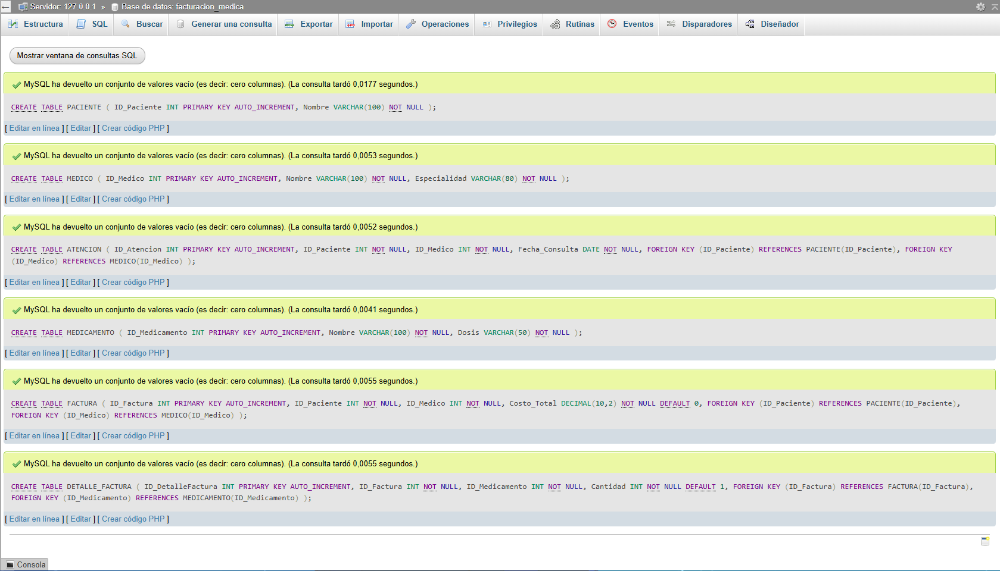 Servidor: 127.0.0.1 » Base de datos: facturacion_medica
Estructura SQL Buscar Generar una consulta Exportar Importar Operaciones Privilegios Rutinas Eventos Disparadores Diseñador
Mostrar ventana de consultas SQL
MySQL ha devuelto un conjunto de valores vacío (es decir: cero columnas). (La consulta tardó 0,0177 segundos.)
CREATE TABLE PACIENTE ( ID_Paciente INT PRIMARY KEY AUTO_INCREMENT, Nombre VARCHAR(100) NOT NULL );
[ Editar en línea ] [ Editar ] [ Crear código PHP ]
MySQL ha devuelto un conjunto de valores vacío (es decir: cero columnas). (La consulta tardó 0,0053 segundos.)
CREATE TABLE MEDICO ( ID_Medico INT PRIMARY KEY AUTO_INCREMENT, Nombre VARCHAR(100) NOT NULL, Especialidad VARCHAR(80) NOT NULL );
[ Editar en línea ] [ Editar ] [ Crear código PHP ]
MySQL ha devuelto un conjunto de valores vacío (es decir: cero columnas). (La consulta tardó 0,0052 segundos.)
CREATE TABLE ATENCION ( ID_Atencion INT PRIMARY KEY AUTO_INCREMENT, ID_Paciente INT NOT NULL, ID_Medico INT NOT NULL, Fecha_Consulta DATE NOT NULL, FOREIGN KEY (ID_Paciente) REFERENCES PACIENTE(ID_Paciente), FOREIGN KEY
(ID_Medico) REFERENCES MEDICO(ID_Medico) );
[ Editar en línea ] [ Editar ] [ Crear código PHP ]
MySQL ha devuelto un conjunto de valores vacío (es decir: cero columnas). (La consulta tardó 0,0041 segundos.)
CREATE TABLE MEDICAMENTO ( ID_Medicamento INT PRIMARY KEY AUTO_INCREMENT, Nombre VARCHAR(100) NOT NULL, Dosis VARCHAR(50) NOT NULL );
[ Editar en línea ] [ Editar ] [ Crear código PHP ]
MySQL ha devuelto un conjunto de valores vacío (es decir: cero columnas). (La consulta tardó 0,0055 segundos.)
CREATE TABLE FACTURA ( ID_Factura INT PRIMARY KEY AUTO_INCREMENT, ID_Paciente INT NOT NULL, ID_Medico INT NOT NULL, Costo_Total DECIMAL(10,2) NOT NULL DEFAULT 0, FOREIGN KEY (ID_Paciente) REFERENCES PACIENTE(ID_Paciente),
FOREIGN KEY (ID_Medico) REFERENCES MEDICO(ID_Medico) );
[ Editar en línea ] [ Editar ] [ Crear código PHP ]
MySQL ha devuelto un conjunto de valores vacío (es decir: cero columnas). (La consulta tardó 0,0055 segundos.)
CREATE TABLE DETALLE_FACTURA ( ID_DetalleFactura INT PRIMARY KEY AUTO_INCREMENT, ID_Factura INT NOT NULL, ID_Medicamento INT NOT NULL, Cantidad INT NOT NULL DEFAULT 1, FOREIGN KEY (ID_Factura) REFERENCES FACTURA(ID_Factura),
FOREIGN KEY (ID_Medicamento) REFERENCES MEDICAMENTO(ID_Medicamento) );
[ Editar en línea ] [ Editar ] [ Crear código PHP ]
Consola